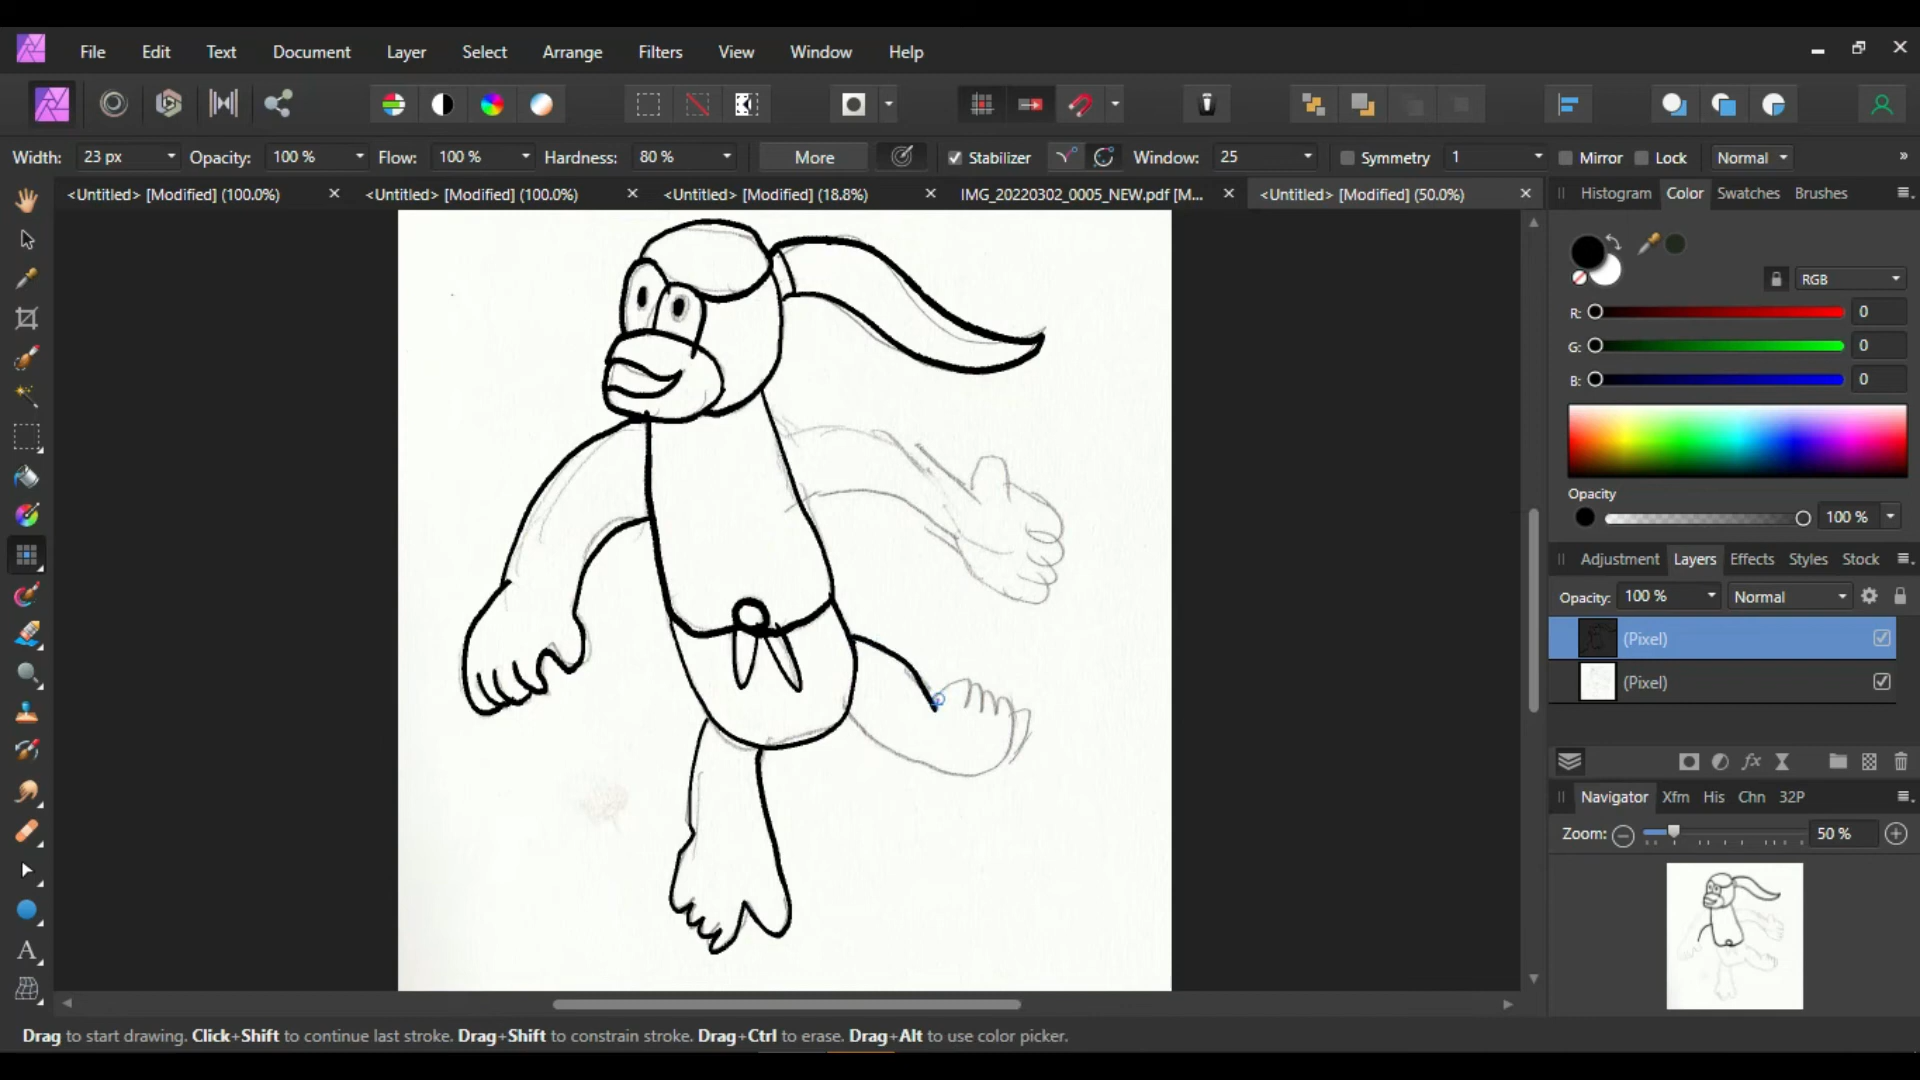 File Edit Text Document Layer Select Arrange Filters View Window Help
Width: 23 px Opacity: 100 % Flow: 100 % Hardness: 80 % More Stabilizer Window: 25 Symmetry 1 Mirror Lock Normal »
<Untitled> [Modified] (100.0%) <Untitled> [Modified] (100.0%) <Untitled> [Modified] (18.8%) IMG_20220302_0005_NEW.pdf [M... <Untitled> [Modified] (50.0%)
Histogram Color Swatches Brushes
RGB
R: 0
G: 0
B: 0
Opacity
100 %
Adjustment Layers Effects Styles Stock
Opacity: 100 % Normal
(Pixel)
(Pixel)
fx
Navigator Xfm His Chn 32P
Zoom: 50 %
A
Drag to start drawing. Click+Shift to continue last stroke. Drag+Shift to constrain stroke. Drag+Ctrl to erase. Drag+Alt to use color picker.